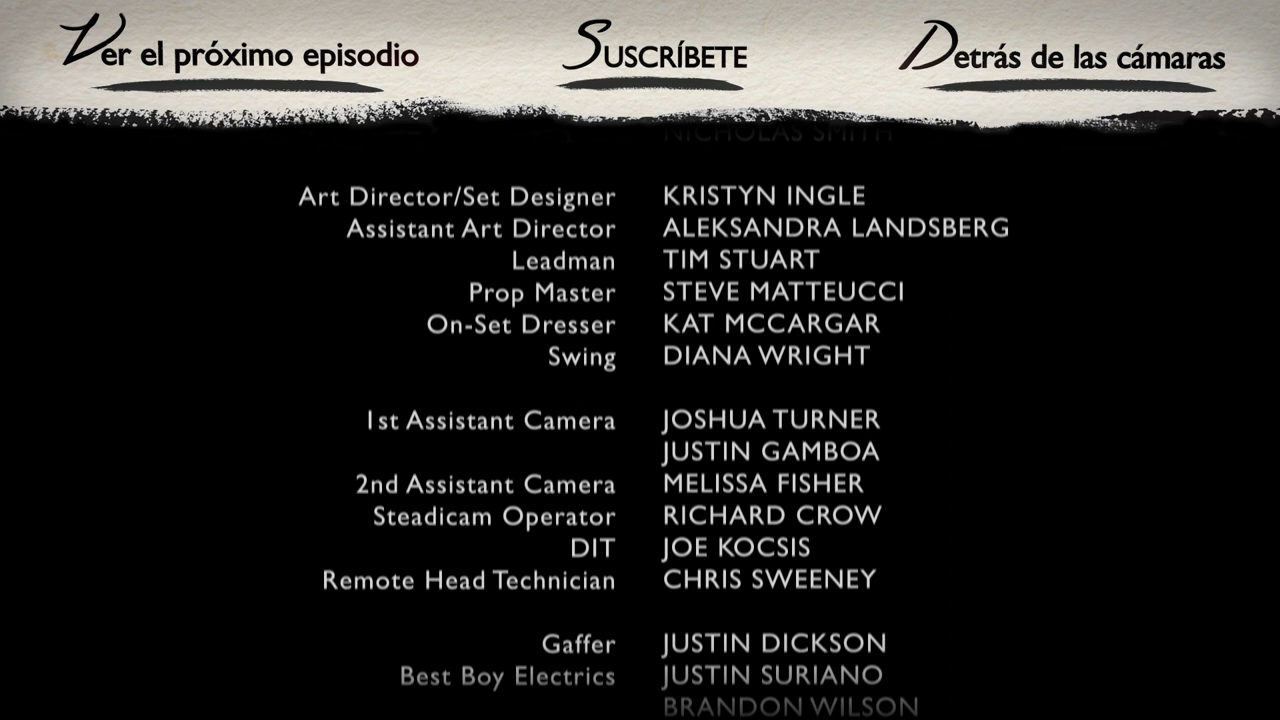 Ver el próximo episodio SUSCRÍBETE Detrás de las cámaras
NICHOLAS SMITH
Art Director/Set Designer KRISTYN INGLE
Assistant Art Director ALEKSANDRA LANDSBERG
Leadman TIM STUART
Prop Master STEVE MATTEUCCI
On-Set Dresser KAT MCCARGAR
Swing DIANA WRIGHT
1st Assistant Camera JOSHUA TURNER
JUSTIN GAMBOA
2nd Assistant Camera MELISSA FISHER
Steadicam Operator RICHARD CROW
DIT JOE KOCSIS
Remote Head Technician CHRIS SWEENEY
Gaffer JUSTIN DICKSON
Best Boy Electrics JUSTIN SURIANO
BRANDON WILSON